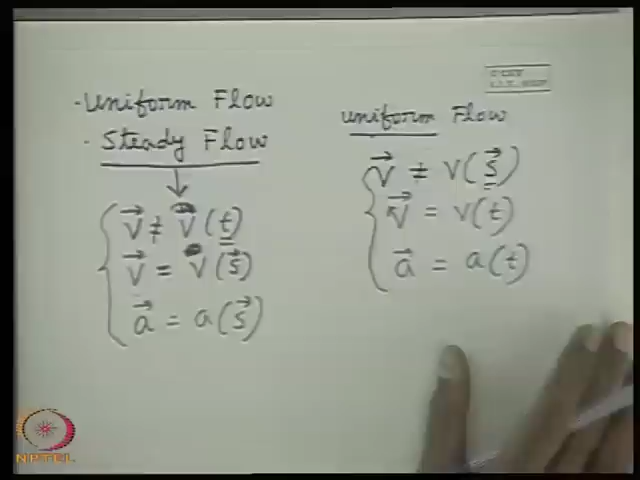 · Uniform Flow
· Steady Flow
V⃗ ≠ V⃗(t)
V⃗ = V(s⃗)
a⃗ = a(s⃗)
uniform Flow
V⃗ ≠ V(s⃗)
V⃗ = V(t)
a⃗ = a(t)
NPTEL